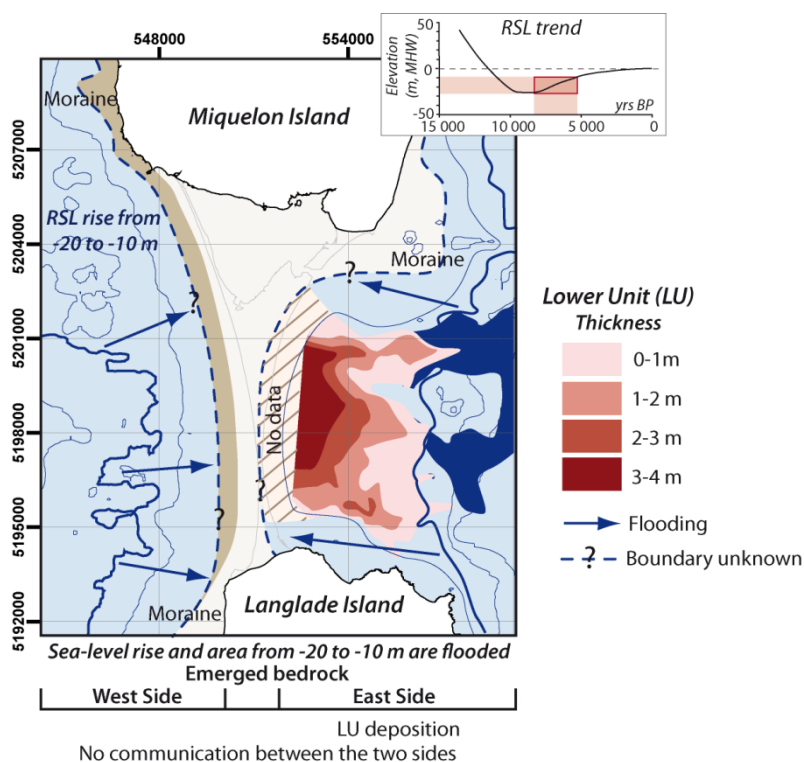 548000
554000
RSL trend
50
0
-50
Elevation
(m, MHW)
yrs BP
15 000
10 000
5 000
0
Moraine
Miquelon Island
5207000
RSL rise from
-20 to -10 m
5204000
Moraine
?
?
5201000
No data
5198000
?
?
5195000
Moraine
Langlade Island
5192000
Lower Unit (LU)
Thickness
0-1m
1-2 m
2-3 m
3-4 m
Flooding
? Boundary unknown
Sea-level rise and area from -20 to -10 m are flooded
Emerged bedrock
West Side
East Side
LU deposition
No communication between the two sides